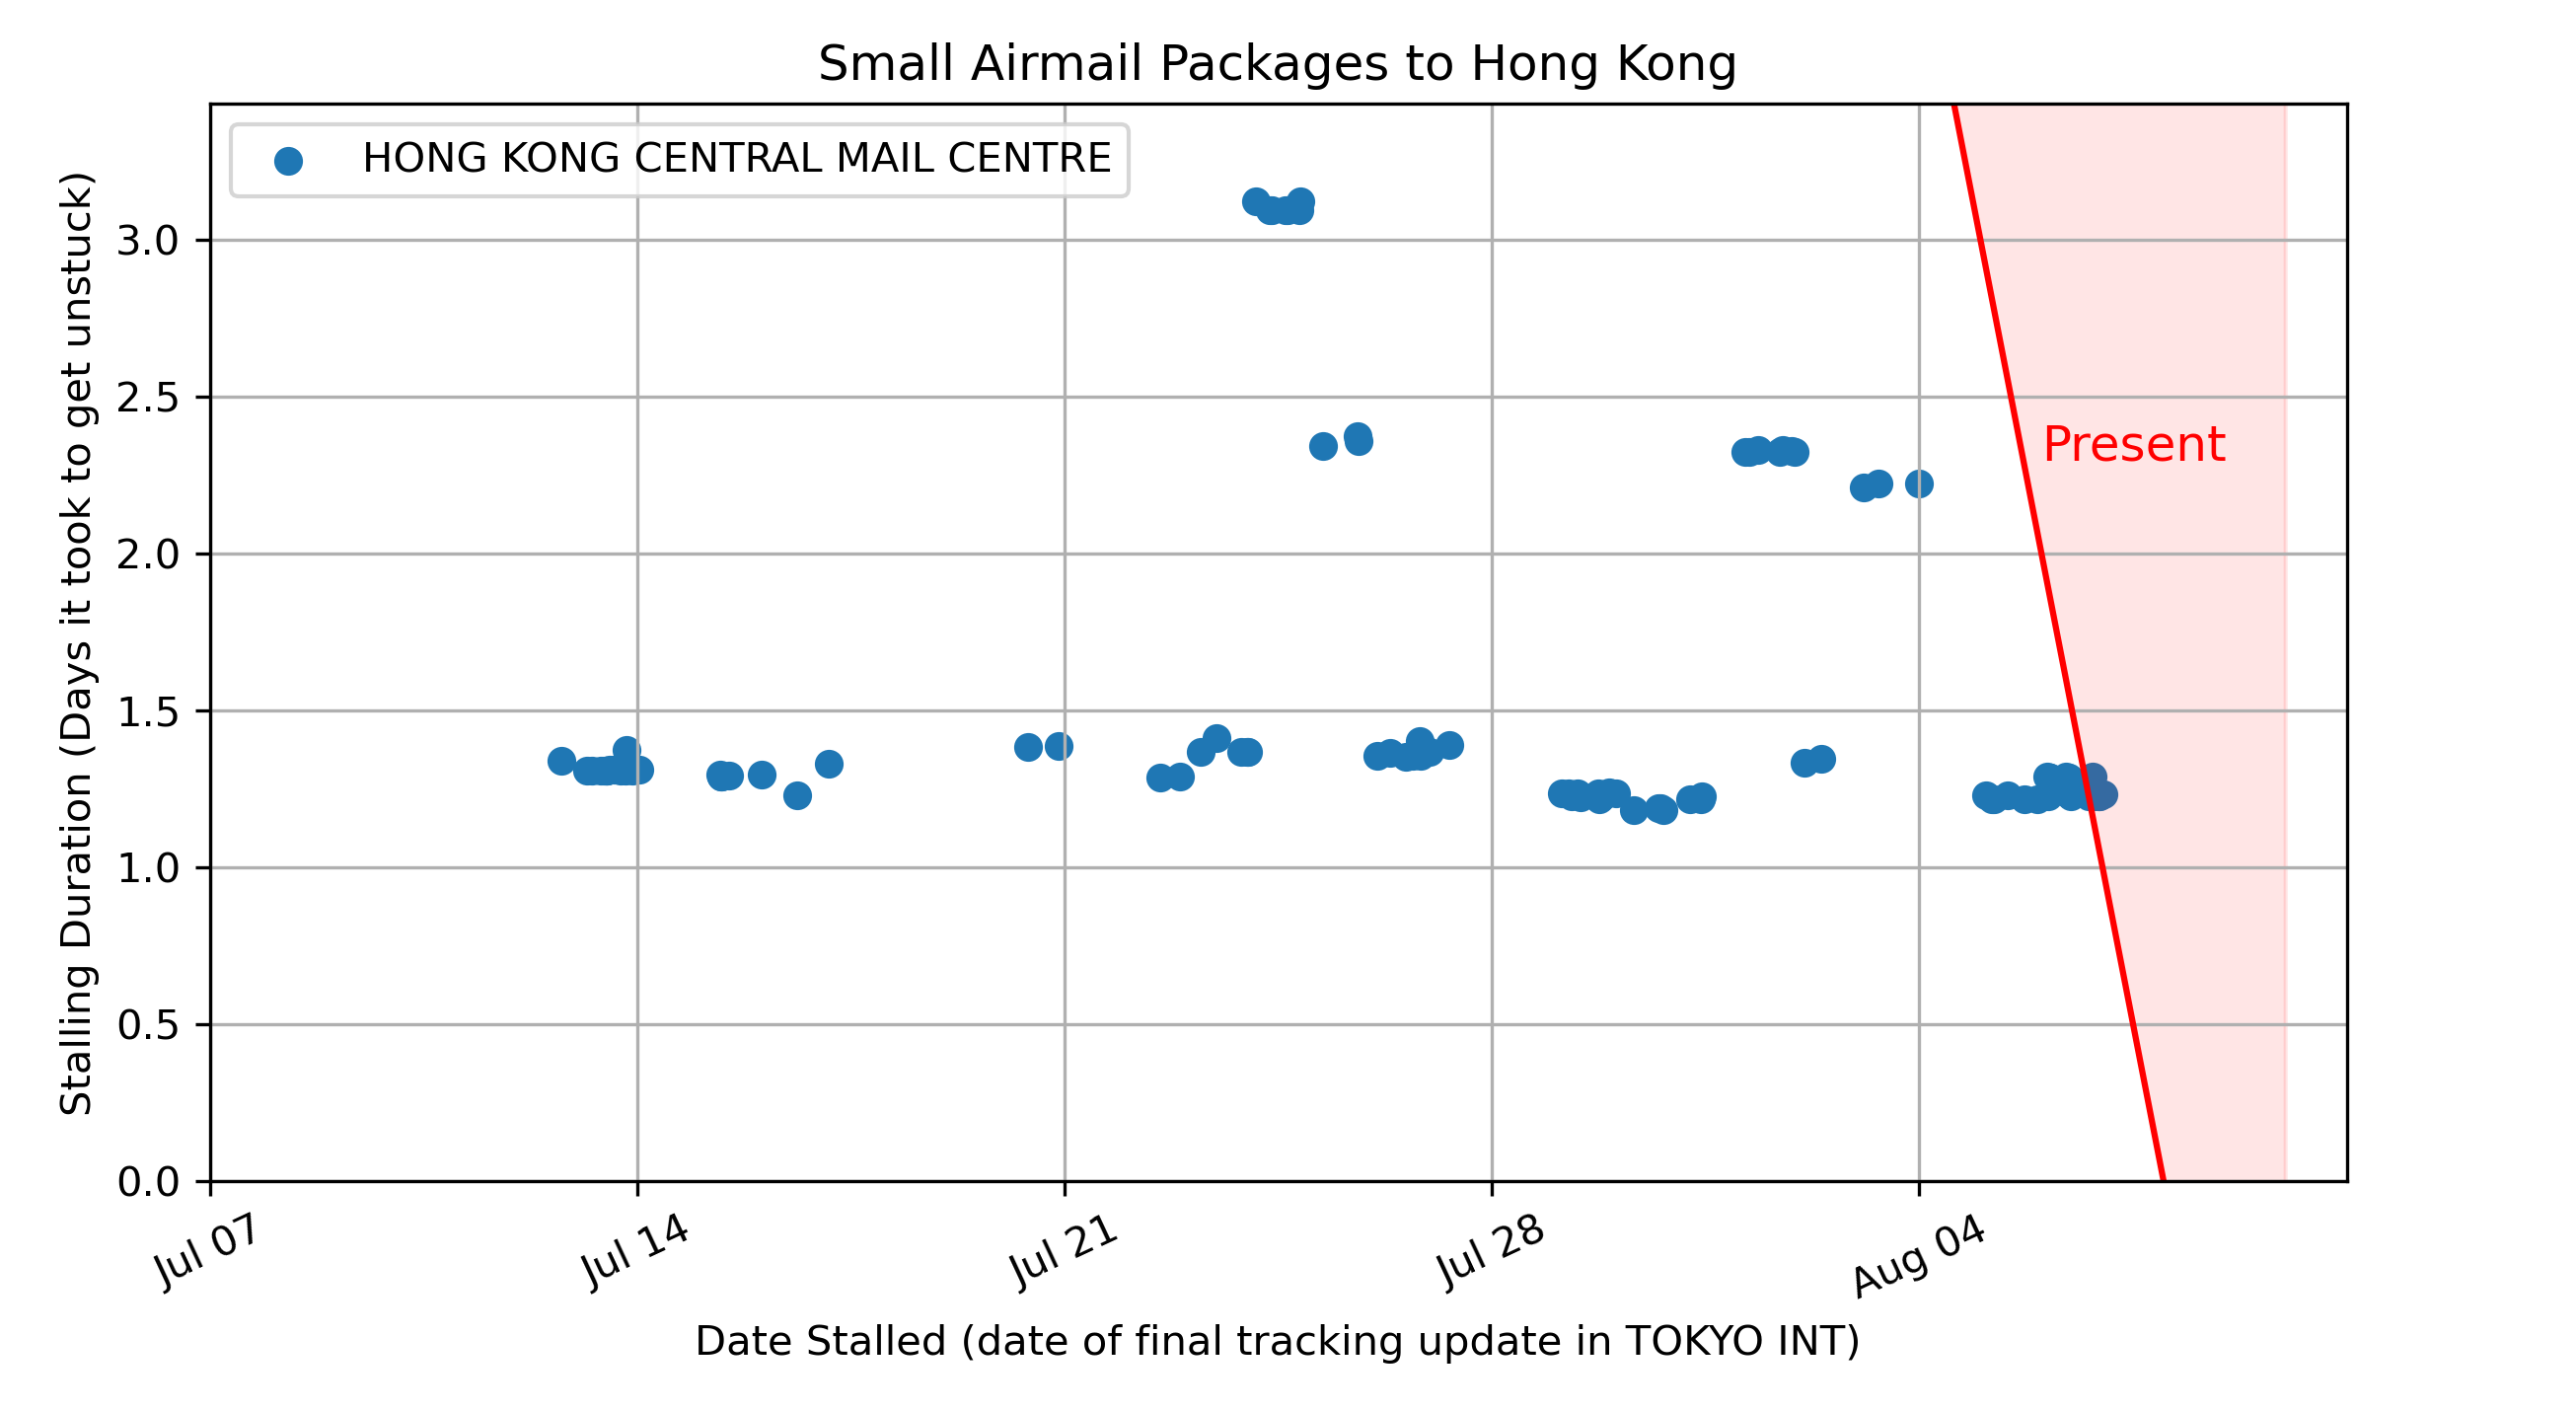 Small Airmail Packages to Hong Kong
HONG KONG CENTRAL MAIL CENTRE
Stalling Duration (Days it took to get unstuck)
3.0
2.5
2.0
1.5
1.0
0.5
0.0
Present
Jul 07
Jul 14
Jul 21
Jul 28
Aug 04
Date Stalled (date of final tracking update in TOKYO INT)